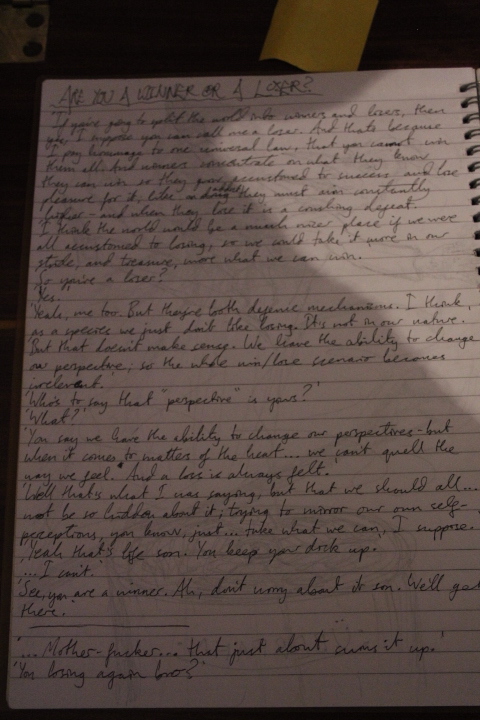 ARE YOU A WINNER OR A LOSER?
'If you're going to split the world into winners and losers, then
yes, I suppose you can call me a loser. And that's because
I pay homage to one universal law, that you cannot win
them all. And winners concentrate on what they know
they can win so they grow accustomed to success and lose
pleasure for it, like an addict they must aim constantly
higher - and when they lose it is a crushing defeat.
I think the world would be a much nicer place if we were
all accustomed to losing, so we could take it more in our
stride, and treasure, more what we can win.
'So you're a loser?'
'Yes.'
'Yeah, me too. But they're both defense mechanisms. I think,
as a species we just don't like losing. It's not in our nature.
But that doesn't make sense. We have the ability to change
our perspective; so the whole win/lose scenario becomes
irrelevant.'
'Who's to say that "perspective" is yours?'
'What?'
'You say we have the ability to change our perspectives - but
when it comes to matters of the heart... we can't quell the
way we feel. And a loss is always felt.
'Well that's what I was saying, but that we should all...
not be so about it; trying to mirror our own self-
perceptions, you know, just... take what we can, I suppose.
'Yeah that's life son. You keep your up.
'...I can't.'
'See, you are a winner. Ah, don't worry about it son. We'll get
there.'
'...Mother-fucker... that just about sums it up.'
'You losing again bro?'